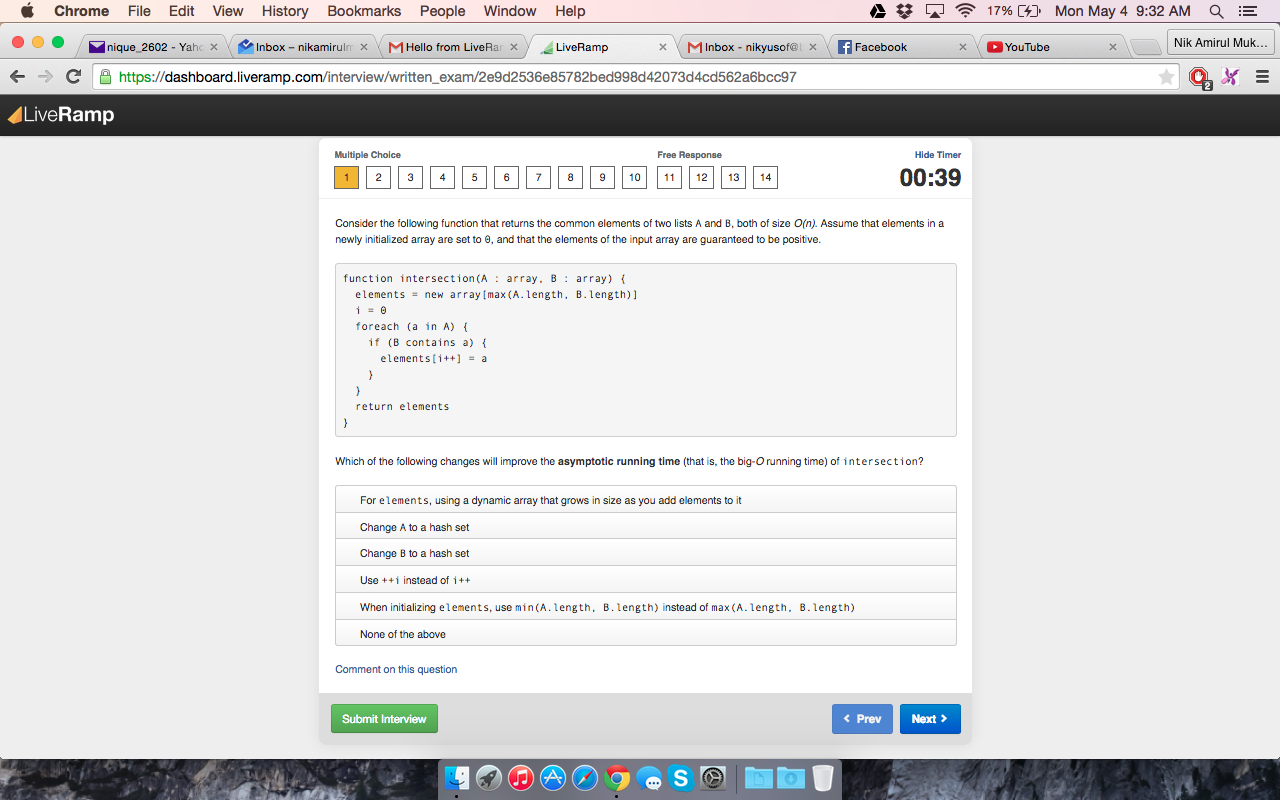 Chrome File Edit View History Bookmarks People Window Help 17% Mon May 4 9:32 AM
nique_2602 - Yaho Inbox – nikamirulm Hello from LiveRam LiveRamp Inbox - nikyusof@ Facebook YouTube Nik Amirul Muk...
https://dashboard.liveramp.com/interview/written_exam/2e9d2536e85782bed998d42073d4cd562a6bcc97 2
LiveRamp
Multiple Choice Free Response Hide Timer
1 2 3 4 5 6 7 8 9 10 11 12 13 14 00:39
Consider the following function that returns the common elements of two lists A and B, both of size O(n). Assume that elements in a
newly initialized array are set to 0, and that the elements of the input array are guaranteed to be positive.
function intersection(A : array, B : array) {
elements = new array[max(A.length, B.length)]
i = 0
foreach (a in A) {
if (B contains a) {
elements[i++] = a
}
}
return elements
}
Which of the following changes will improve the asymptotic running time (that is, the big-O running time) of intersection?
For elements, using a dynamic array that grows in size as you add elements to it
Change A to a hash set
Change B to a hash set
Use ++i instead of i++
When initializing elements, use min(A.length, B.length) instead of max(A.length, B.length)
None of the above
Comment on this question
Submit Interview Prev Next